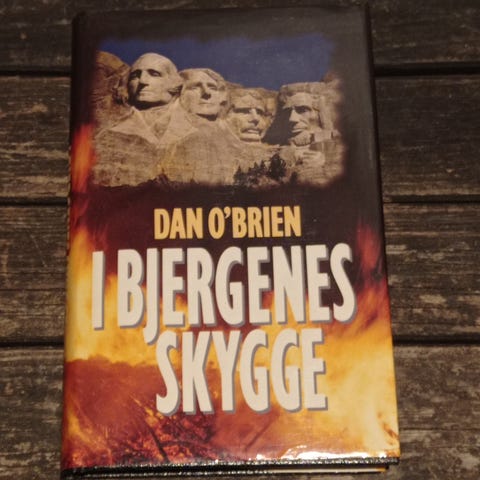 DAN O'BRIEN
I BJERGENES
SKYGGE